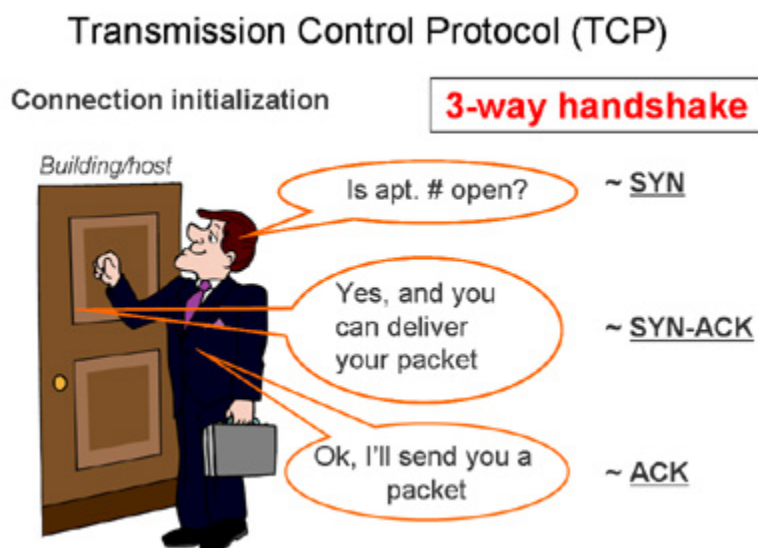 Transmission Control Protocol (TCP)
Connection initialization
3-way handshake
Building/host
Is apt. # open?
~ SYN
Yes, and you
can deliver
your packet
~ SYN-ACK
Ok, I'll send you a
packet
~ ACK